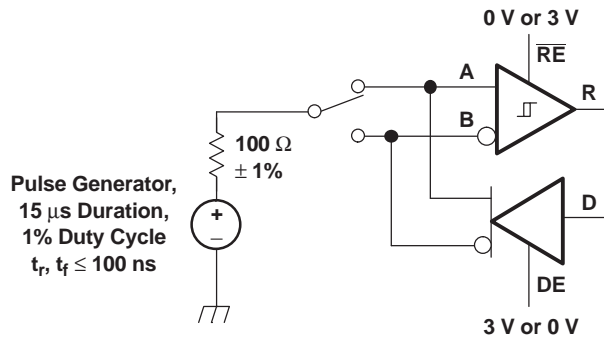 0 V or 3 V
RE
A
R
B
100 Ω
± 1%
Pulse Generator,
15 μs Duration,
1% Duty Cycle
tr, tf ≤ 100 ns
+
–
D
DE
3 V or 0 V